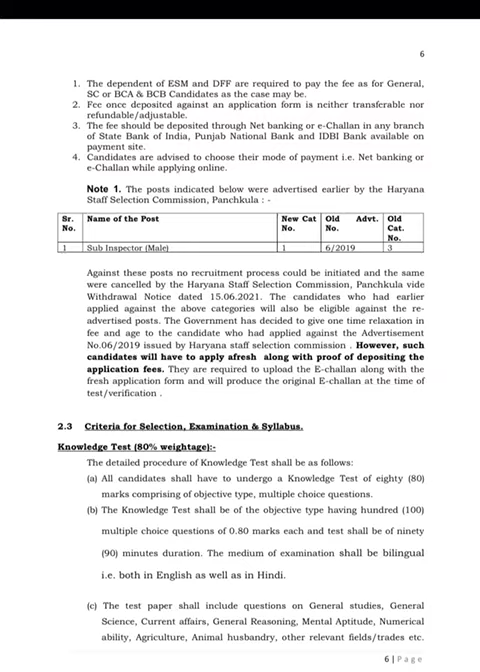 6
1. The dependent of ESM and DFF are required to pay the fee as for General,
SC or BCA & BCB Candidates as the case may be.
2. Fee once deposited against an application form is neither transferable nor
refundable/adjustable.
3. The fee should be deposited through Net banking or e-Challan in any branch
of State Bank of India, Punjab National Bank and IDBI Bank available on
payment site.
4. Candidates are advised to choose their mode of payment i.e. Net banking or
e-Challan while applying online.
Note 1. The posts indicated below were advertised earlier by the Haryana
Staff Selection Commission, Panchkula : -
Sr. No. Name of the Post New Cat No. Old Advt. No. Old Cat. No.
1 Sub Inspector (Male) 1 6/2019 3
Against these posts no recruitment process could be initiated and the same
were cancelled by the Haryana Staff Selection Commission, Panchkula vide
Withdrawal Notice dated 15.06.2021. The candidates who had earlier
applied against the above categories will also be eligible against the re-
advertised posts. The Government has decided to give one time relaxation in
fee and age to the candidate who had applied against the Advertisement
No.06/2019 issued by Haryana staff selection commission . However, such
candidates will have to apply afresh along with proof of depositing the
application fees. They are required to upload the E-challan along with the
fresh application form and will produce the original E-challan at the time of
test/verification .
2.3 Criteria for Selection, Examination & Syllabus.
Knowledge Test (80% weightage):-
The detailed procedure of Knowledge Test shall be as follows:
(a) All candidates shall have to undergo a Knowledge Test of eighty (80)
marks comprising of objective type, multiple choice questions.
(b) The Knowledge Test shall be of the objective type having hundred (100)
multiple choice questions of 0.80 marks each and test shall be of ninety
(90) minutes duration. The medium of examination shall be bilingual
i.e. both in English as well as in Hindi.
(c) The test paper shall include questions on General studies, General
Science, Current affairs, General Reasoning, Mental Aptitude, Numerical
ability, Agriculture, Animal husbandry, other relevant fields/trades etc.
6 | Page